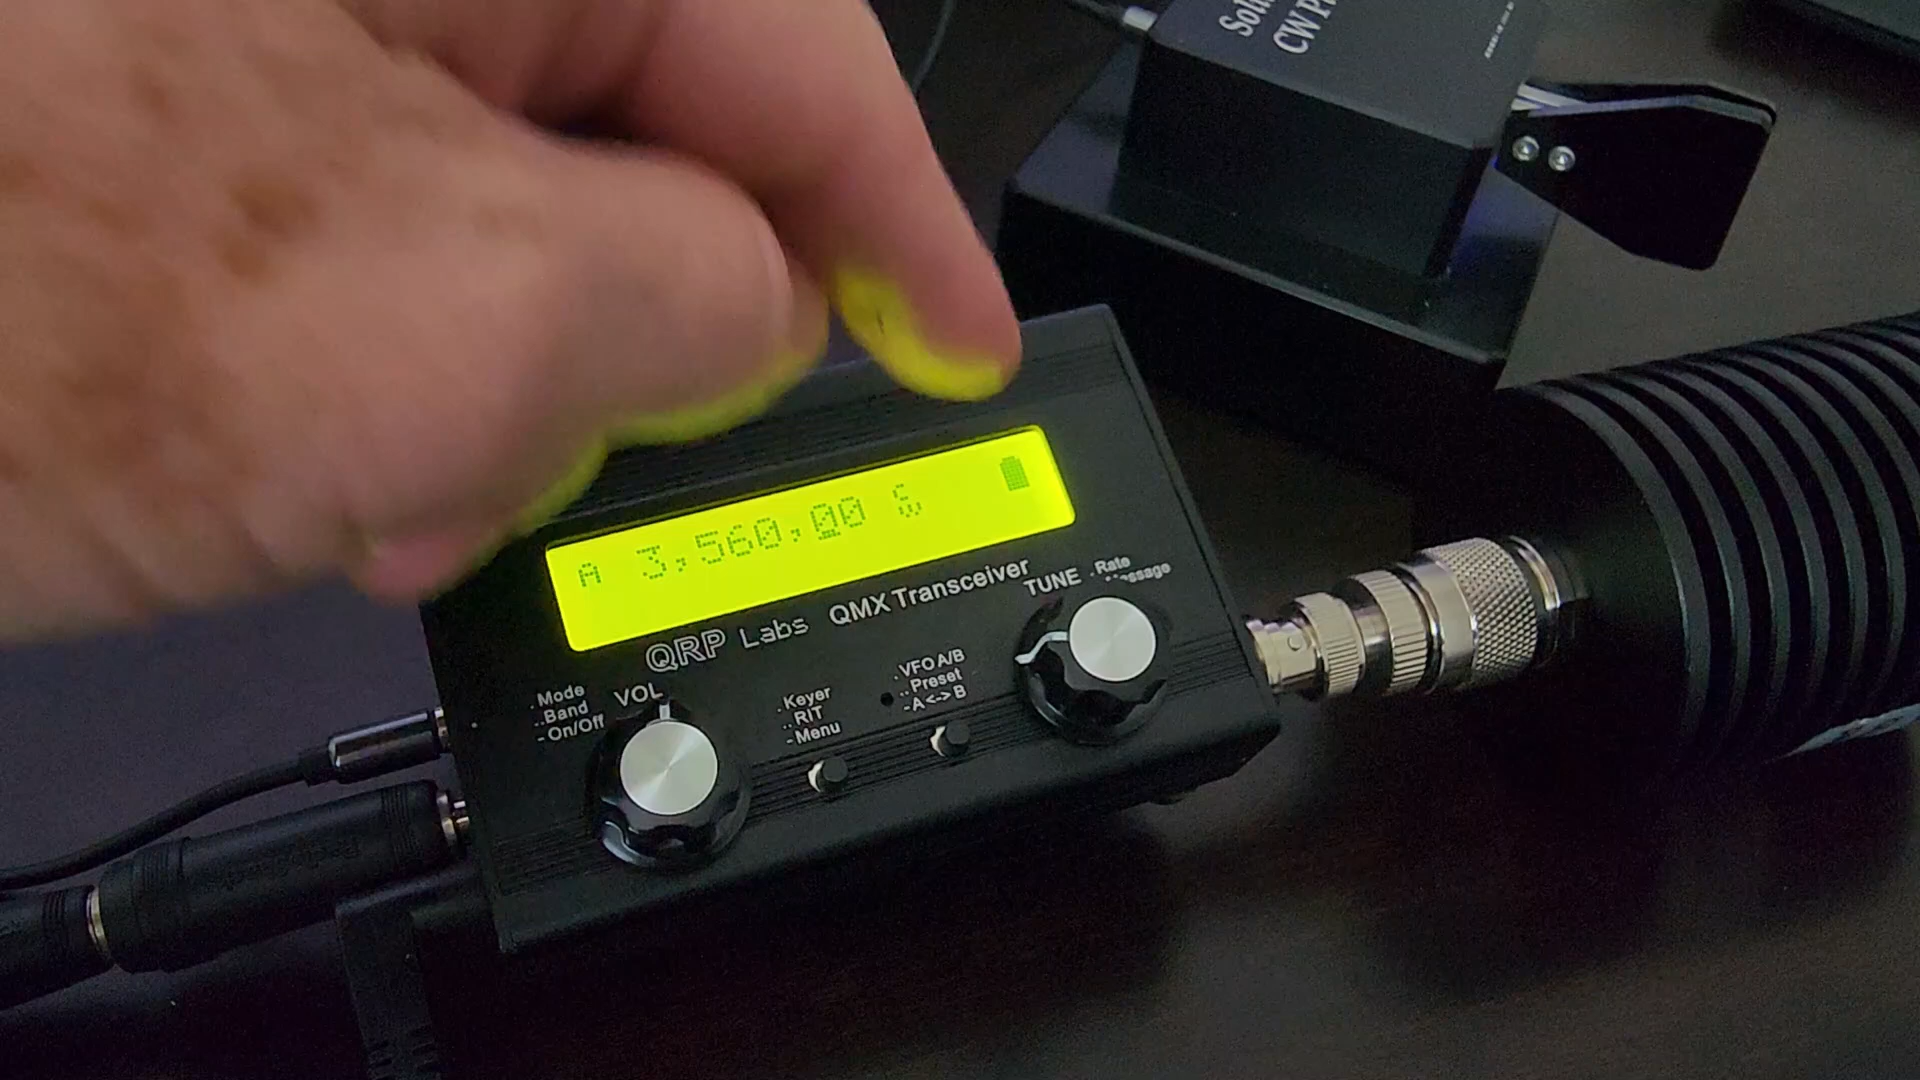 CW P
A 3,560,00
QRP Labs QMX Transceiver
TUNE
. Rate
. Mode
.. Band
- On/Off
VOL
. Keyer
.. RIT
- Menu
. VFO A/B
.. Preset
- A<->B